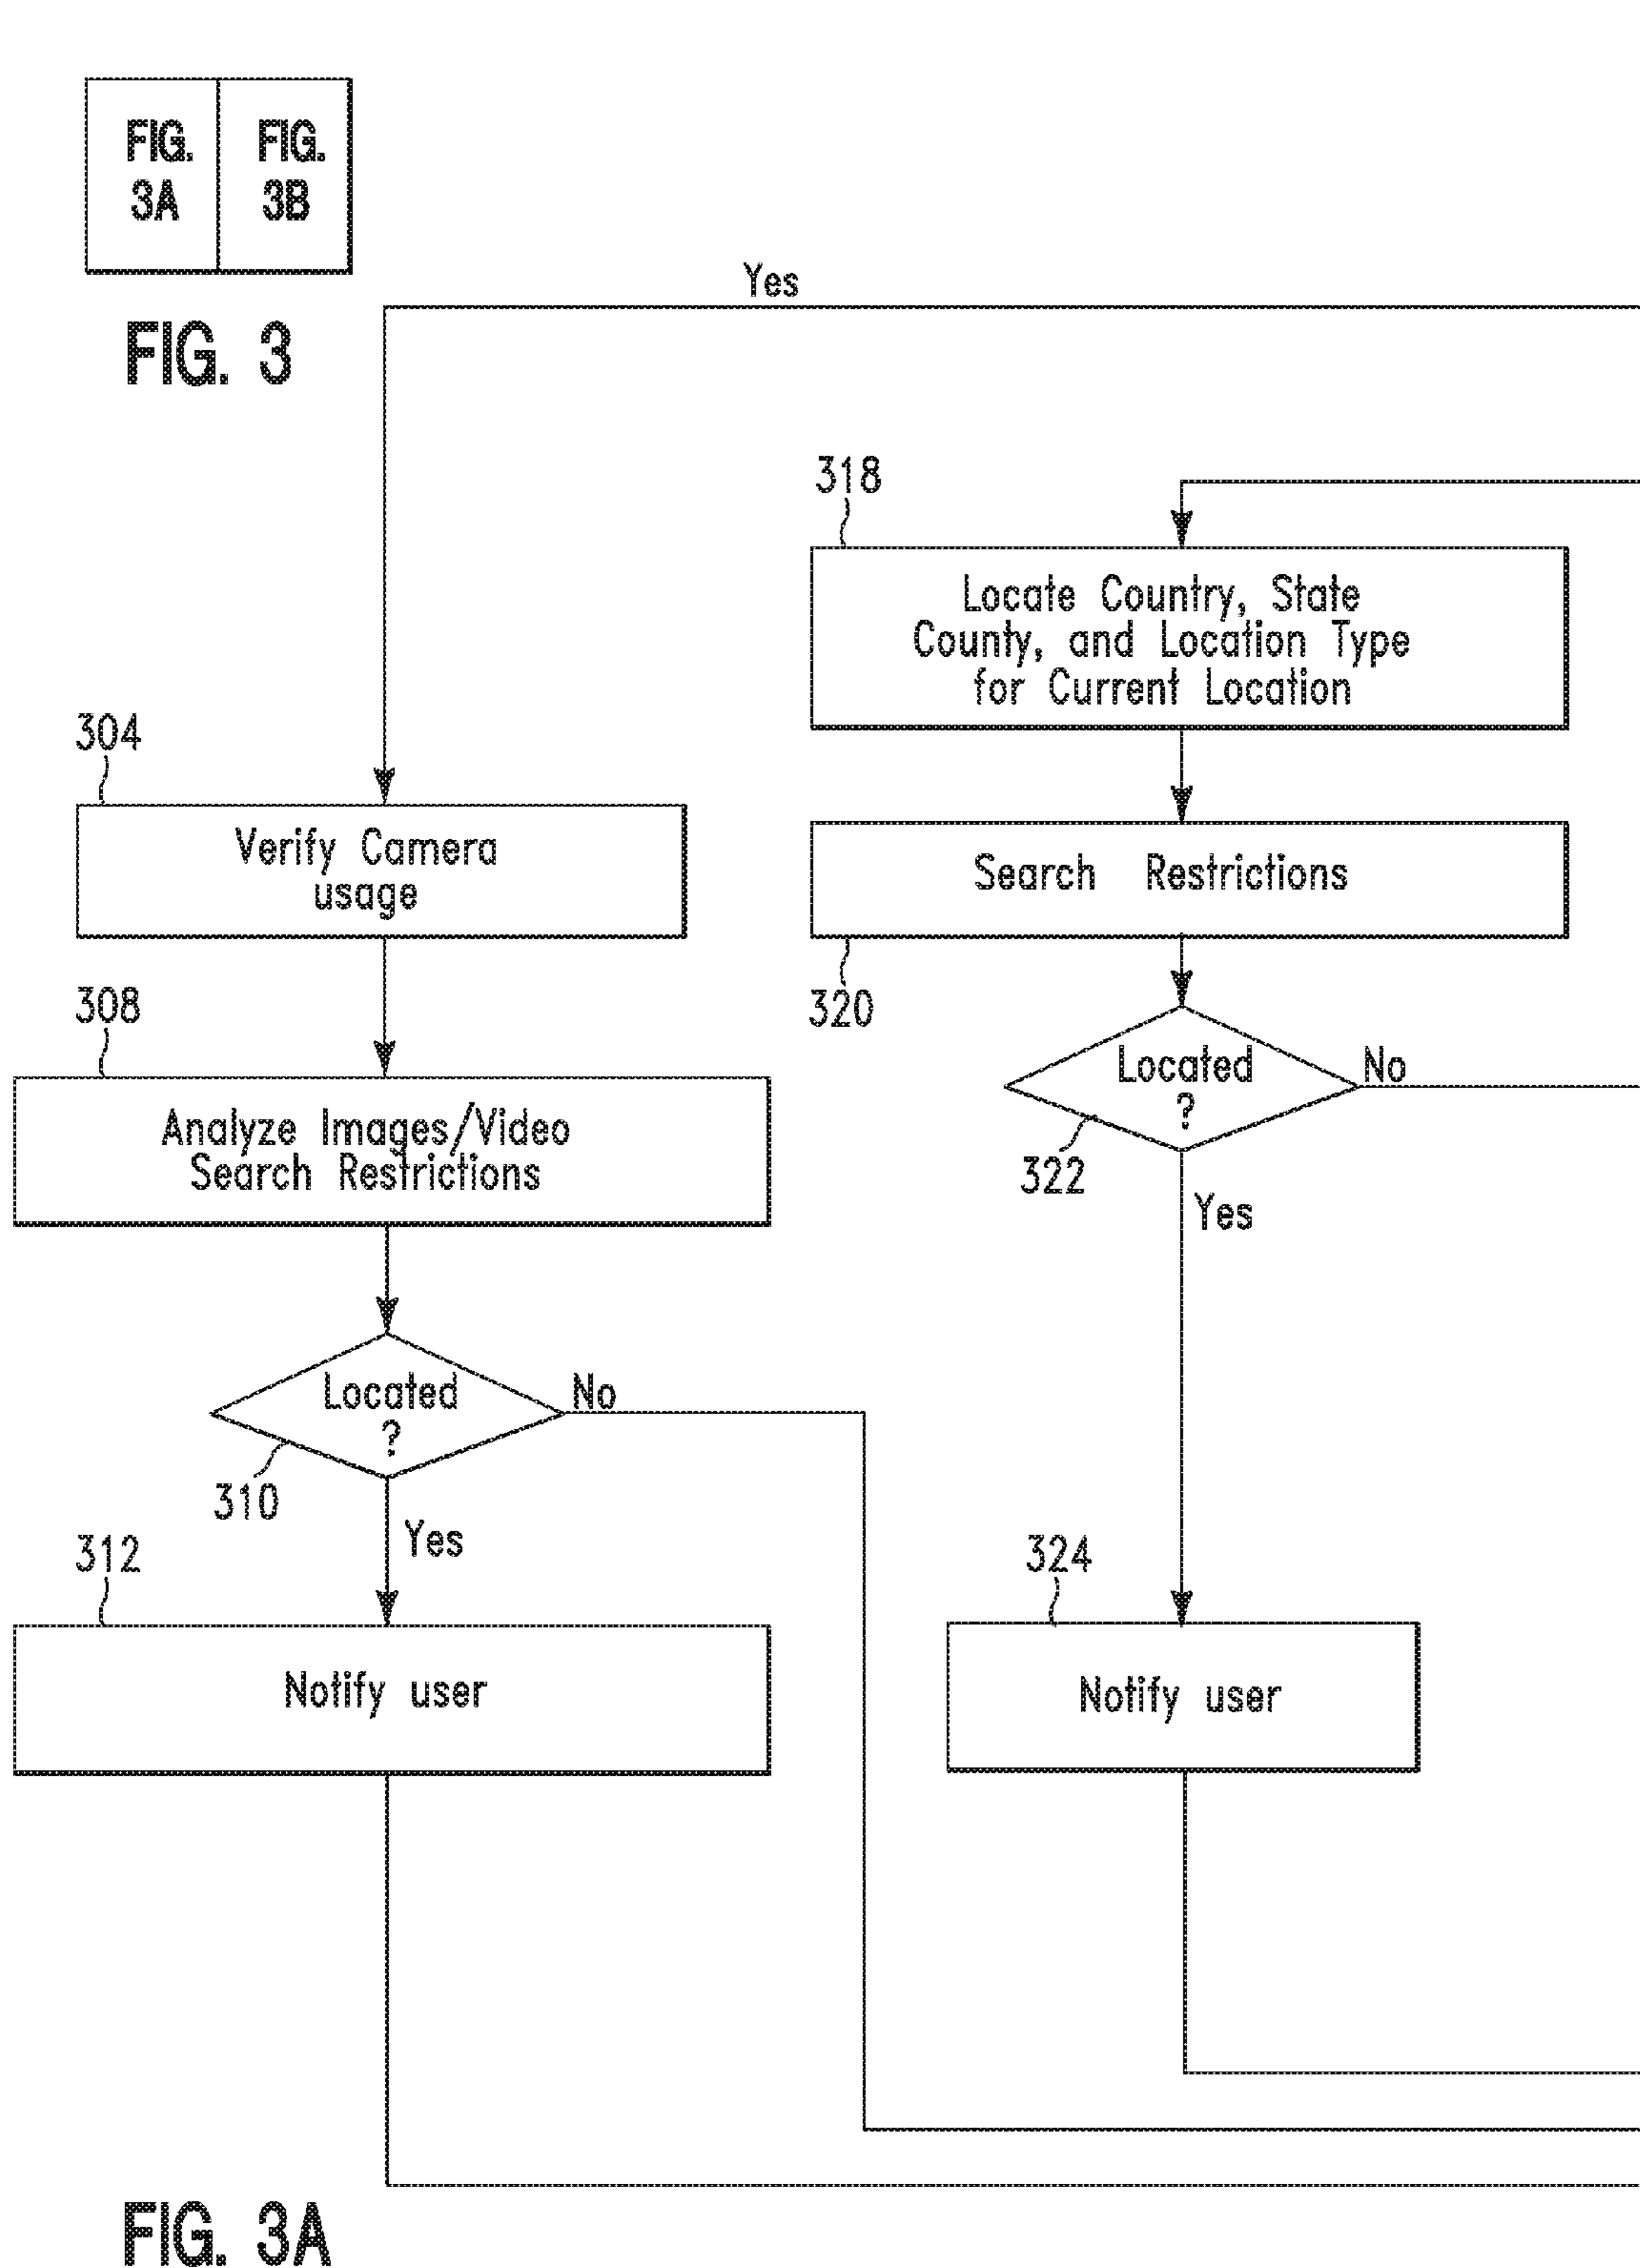 FIG.
3A
FIG.
3B
FIG. 3
Yes
318
Locate Country, State
County, and Location Type
for Current Location
304
Verify Camera
usage
Search Restrictions
320
308
Analyze Images/Video
Search Restrictions
Located
?
No
322
Yes
Located
?
No
310
Yes
312
Notify user
324
Notify user
FIG. 3A